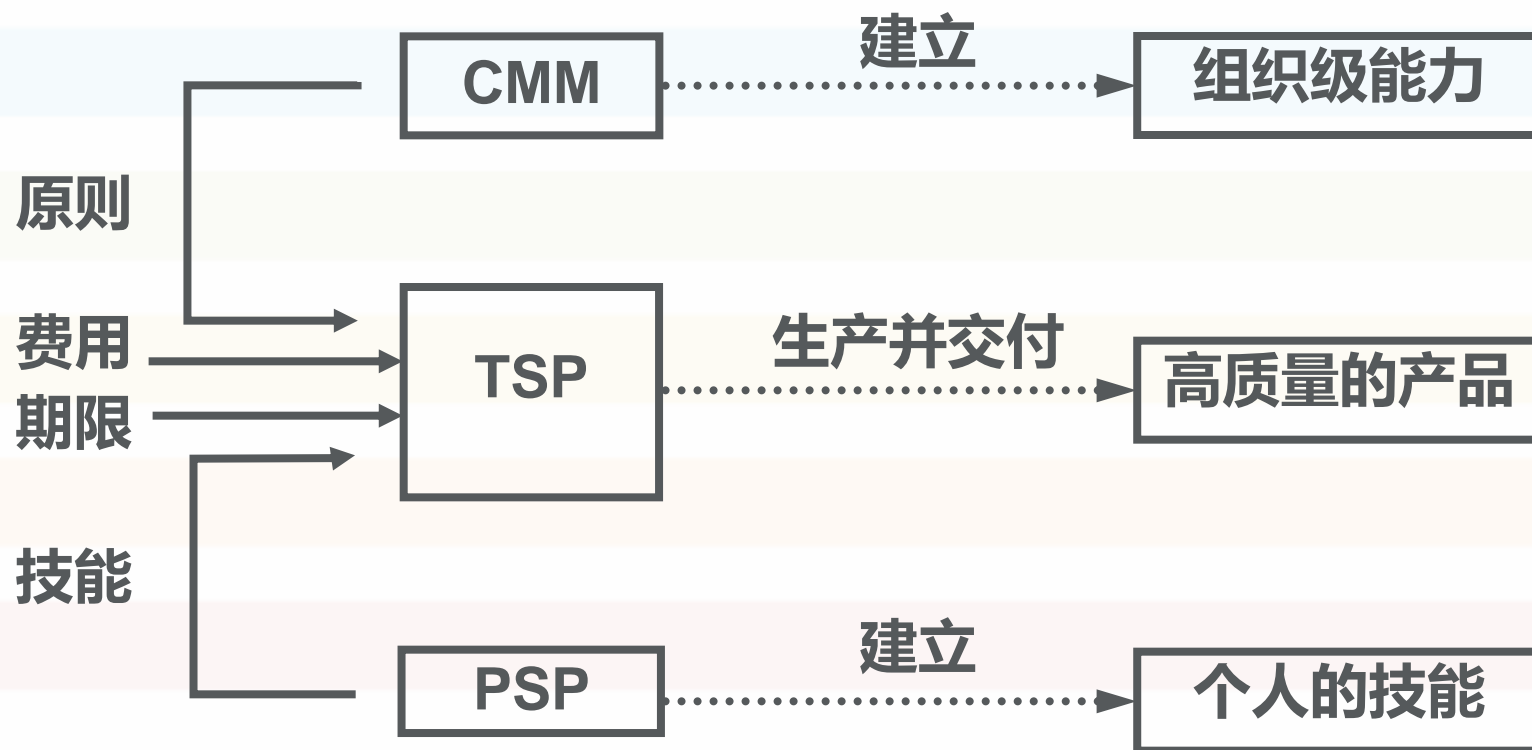 CMM
建立
组织级能力
原则
费用
期限
TSP
生产并交付
高质量的产品
技能
PSP
建立
个人的技能